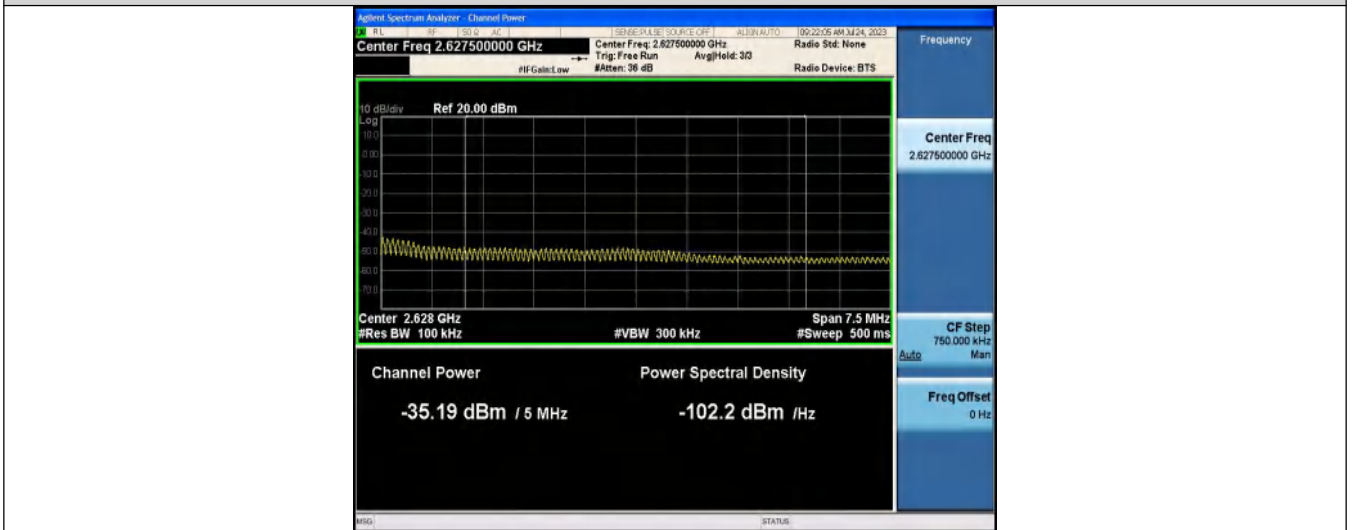 Agilent Spectrum Analyzer - Channel Power
RL RF 50 Ω AC SENSE:PULSE SOURCE OFF ALIGN AUTO 09:22:05 AM Jul 24, 2023
Center Freq 2.627500000 GHz
Center Freq: 2.627500000 GHz
Radio Std: None
Trig: Free Run Avg|Hold: 3/3
#IFGain:Low #Atten: 36 dB Radio Device: BTS
Frequency
10 dB/div Ref 20.00 dBm
Log
10.0
0.00
-10.0
-20.0
-30.0
-40.0
-50.0
-60.0
-70.0
Center Freq
2.627500000 GHz
Center 2.628 GHz Span 7.5 MHz
#Res BW 100 kHz #VBW 300 kHz #Sweep 500 ms
CF Step
750.000 kHz
Auto Man
Channel Power Power Spectral Density
-35.19 dBm / 5 MHz -102.2 dBm /Hz
Freq Offset
0 Hz
MSG STATUS